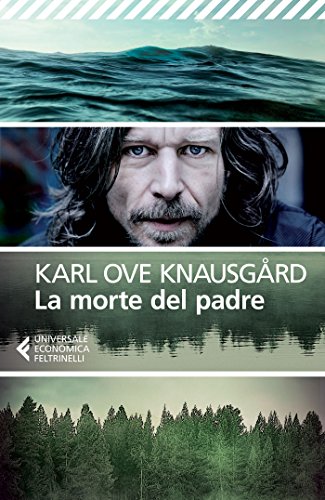 KARL OVE KNAUSGÅRD
La morte del padre
UNIVERSALE
ECONOMICA
FELTRINELLI